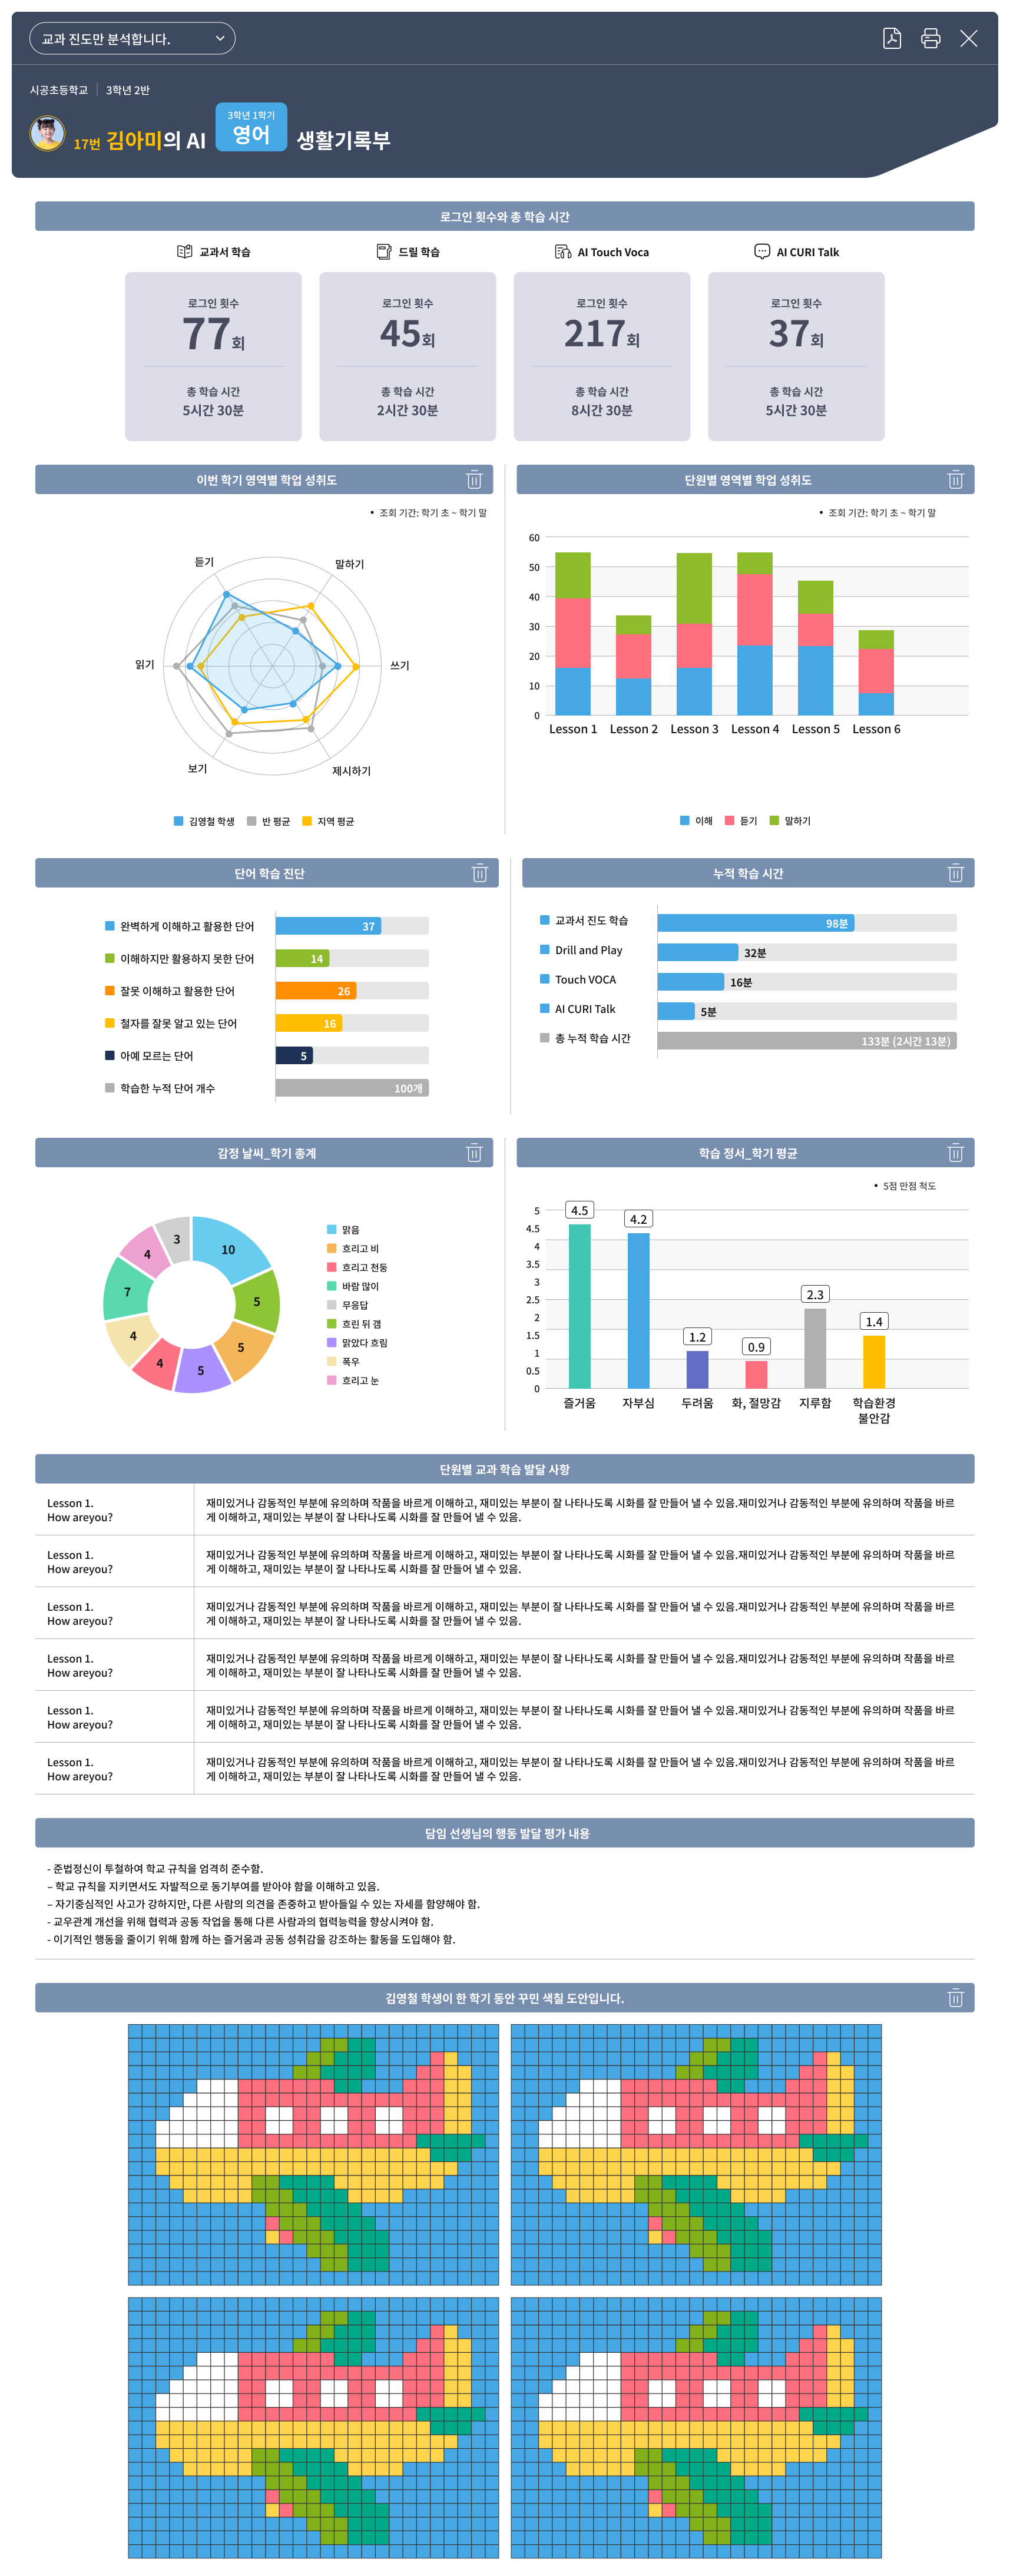 교과 진도만 분석합니다.
시공초등학교 3학년 2반
17번 김아미의 AI 3학년 1학기 영어 생활기록부
로그인 횟수와 총 학습 시간
교과서 학습
로그인 횟수
77회
총 학습 시간
5시간 30분
드릴 학습
로그인 횟수
45회
총 학습 시간
2시간 30분
AI Touch Voca
로그인 횟수
217회
총 학습 시간
8시간 30분
AI CURI Talk
로그인 횟수
37회
총 학습 시간
5시간 30분
이번 학기 영역별 학업 성취도
• 조회 기간: 학기 초 ~ 학기 말
듣기
말하기
읽기
쓰기
보기
제시하기
김영철 학생 반 평균 지역 평균
단원별 영역별 학업 성취도
• 조회 기간: 학기 초 ~ 학기 말
60
50
40
30
20
10
0
Lesson 1 Lesson 2 Lesson 3 Lesson 4 Lesson 5 Lesson 6
이해 듣기 말하기
단어 학습 진단
완벽하게 이해하고 활용한 단어 37
이해하지만 활용하지 못한 단어 14
잘못 이해하고 활용한 단어 26
철자를 잘못 알고 있는 단어 16
아예 모르는 단어 5
학습한 누적 단어 개수 100개
누적 학습 시간
교과서 진도 학습 98분
Drill and Play 32분
Touch VOCA 16분
AI CURI Talk 5분
총 누적 학습 시간 133분 (2시간 13분)
감정 날씨_학기 총계
10
5
5
5
4
4
7
4
3
맑음
흐리고 비
흐리고 천둥
바람 많이
무응답
흐린 뒤 갬
맑았다 흐림
폭우
흐리고 눈
학습 정서_학기 평균
• 5점 만점 척도
5
4.5
4
3.5
3
2.5
2
1.5
1
0.5
0
4.5
4.2
1.2
0.9
2.3
1.4
즐거움 자부심 두려움 화, 절망감 지루함 학습환경
불안감
단원별 교과 학습 발달 사항
Lesson 1.
How areyou?
재미있거나 감동적인 부분에 유의하며 작품을 바르게 이해하고, 재미있는 부분이 잘 나타나도록 시화를 잘 만들어 낼 수 있음.재미있거나 감동적인 부분에 유의하며 작품을 바르
게 이해하고, 재미있는 부분이 잘 나타나도록 시화를 잘 만들어 낼 수 있음.
Lesson 1.
How areyou?
재미있거나 감동적인 부분에 유의하며 작품을 바르게 이해하고, 재미있는 부분이 잘 나타나도록 시화를 잘 만들어 낼 수 있음.재미있거나 감동적인 부분에 유의하며 작품을 바르
게 이해하고, 재미있는 부분이 잘 나타나도록 시화를 잘 만들어 낼 수 있음.
Lesson 1.
How areyou?
재미있거나 감동적인 부분에 유의하며 작품을 바르게 이해하고, 재미있는 부분이 잘 나타나도록 시화를 잘 만들어 낼 수 있음.재미있거나 감동적인 부분에 유의하며 작품을 바르
게 이해하고, 재미있는 부분이 잘 나타나도록 시화를 잘 만들어 낼 수 있음.
Lesson 1.
How areyou?
재미있거나 감동적인 부분에 유의하며 작품을 바르게 이해하고, 재미있는 부분이 잘 나타나도록 시화를 잘 만들어 낼 수 있음.재미있거나 감동적인 부분에 유의하며 작품을 바르
게 이해하고, 재미있는 부분이 잘 나타나도록 시화를 잘 만들어 낼 수 있음.
Lesson 1.
How areyou?
재미있거나 감동적인 부분에 유의하며 작품을 바르게 이해하고, 재미있는 부분이 잘 나타나도록 시화를 잘 만들어 낼 수 있음.재미있거나 감동적인 부분에 유의하며 작품을 바르
게 이해하고, 재미있는 부분이 잘 나타나도록 시화를 잘 만들어 낼 수 있음.
Lesson 1.
How areyou?
재미있거나 감동적인 부분에 유의하며 작품을 바르게 이해하고, 재미있는 부분이 잘 나타나도록 시화를 잘 만들어 낼 수 있음.재미있거나 감동적인 부분에 유의하며 작품을 바르
게 이해하고, 재미있는 부분이 잘 나타나도록 시화를 잘 만들어 낼 수 있음.
담임 선생님의 행동 발달 평가 내용
- 준법정신이 투철하여 학교 규칙을 엄격히 준수함.
– 학교 규칙을 지키면서도 자발적으로 동기부여를 받아야 함을 이해하고 있음.
– 자기중심적인 사고가 강하지만, 다른 사람의 의견을 존중하고 받아들일 수 있는 자세를 함양해야 함.
- 교우관계 개선을 위해 협력과 공동 작업을 통해 다른 사람과의 협력능력을 향상시켜야 함.
- 이기적인 행동을 줄이기 위해 함께 하는 즐거움과 공동 성취감을 강조하는 활동을 도입해야 함.
김영철 학생이 한 학기 동안 꾸민 색칠 도안입니다.